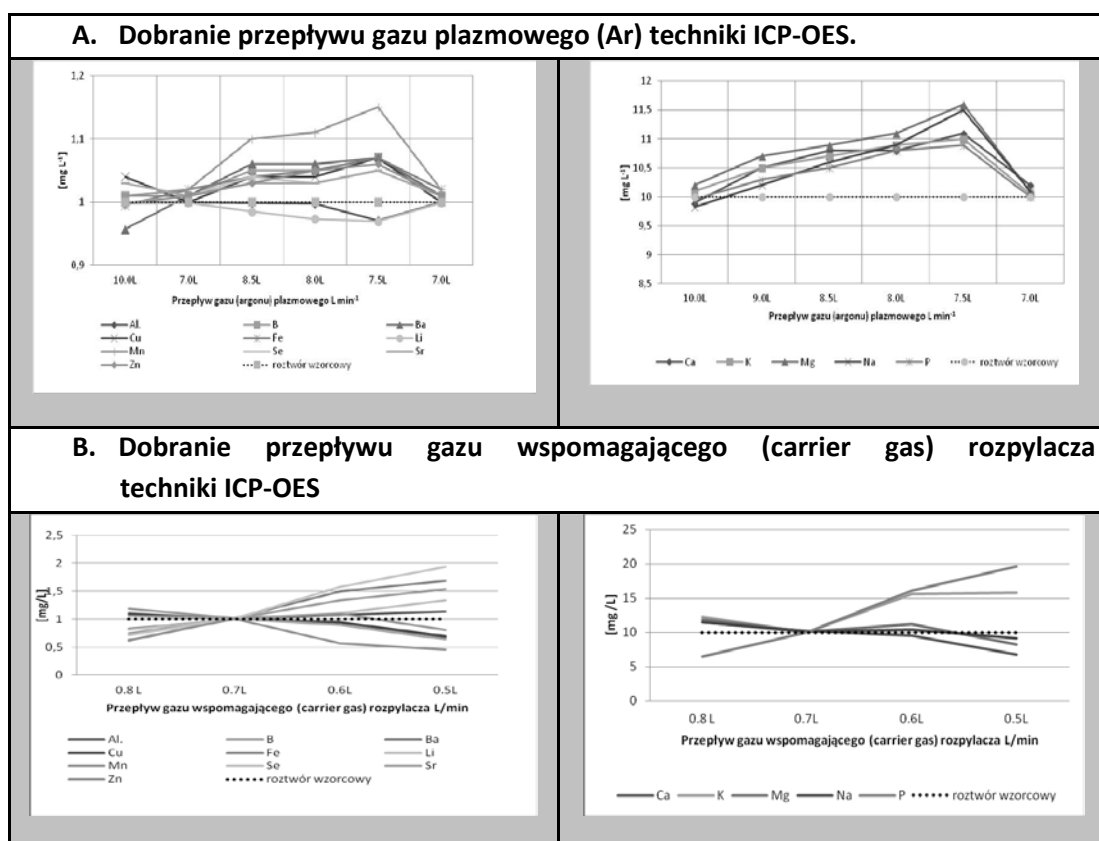 A. Dobranie przepływu gazu plazmowego (Ar) techniki ICP-OES.
1,2
1,1
1
0,9
[mg L⁻¹]
10.0L 7.0L 8.5L 8.0L 7.5L 7.0L
Przepływ gazu (argonu) plazmowego L min⁻¹
Al. B Ba
Cu Fe Li
Mn Se Sr
Zn roztwór wzorcowy
12
11.5
11
10.5
10
9.5
9
8,5
[mg L⁻¹]
10.0L 9.0L 8.5L 8.0L 7.5L 7.0L
Przepływ gazu (argonu) plazmowego L min⁻¹
Ca K Mg Na P roztwór wzorcowy
B. Dobranie przepływu gazu wspomagającego (carrier gas) rozpylacza
techniki ICP-OES
2,5
2
1,5
1
0,5
0
[mg/L]
0.8 L 0.7L 0.6L 0.5L
Przepływ gazu wspomagającego (carrier gas) rozpylacza L/min
Al. B Ba
Cu Fe Li
Mn Se Sr
Zn roztwór wzorcowy
25
20
15
10
5
0
[mg /L]
0.8 L 0.7L 0.6L 0.5L
Przepływ gazu wspomagającego (carrier gas) rozpylacza L/min
Ca K Mg Na P roztwór wzorcowy